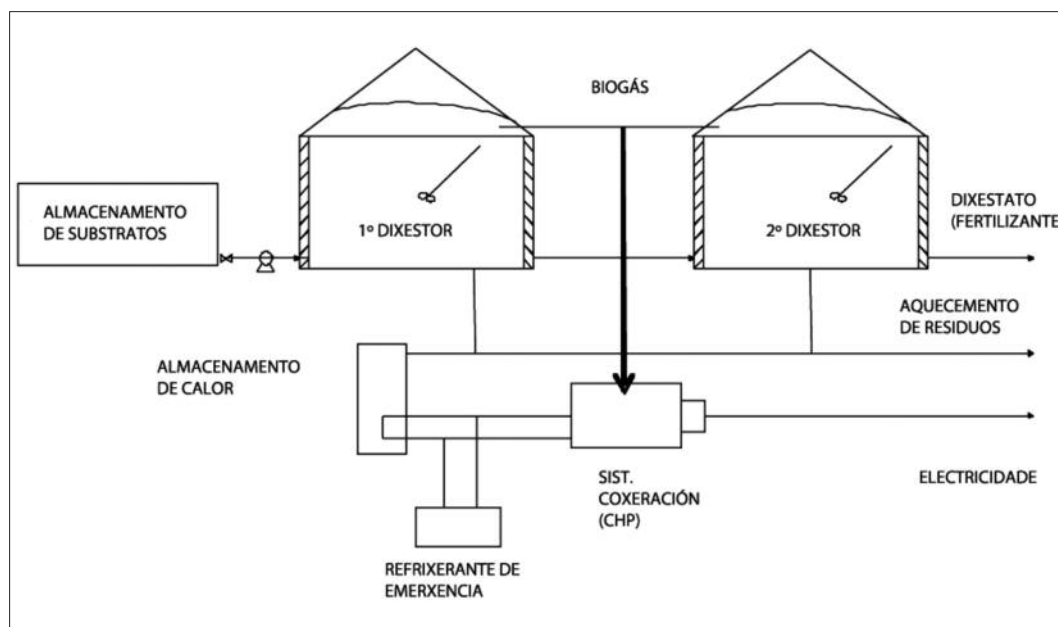 BIOGÁS
ALMACENAMENTO
DE SUBSTRATOS
1º DIXESTOR
2º DIXESTOR
DIXESTATO
(FERTILIZANTE
AQUECEMENTO
DE RESIDUOS
ALMACENAMENTO
DE CALOR
ELECTRICIDADE
SIST.
COXERACIÓN
(CHP)
REFRIXERANTE DE
EMERXENCIA